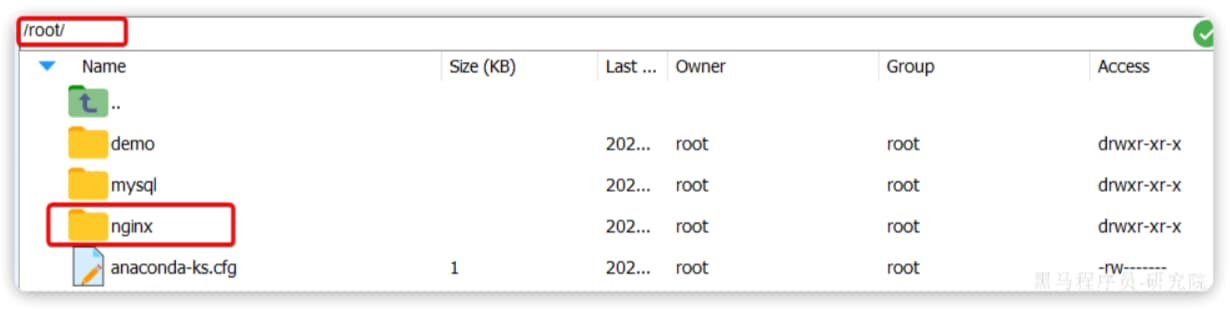 /root/
Name Size (KB) Last ... Owner Group Access
..
demo 202... root root drwxr-xr-x
mysql 202... root root drwxr-xr-x
nginx 202... root root drwxr-xr-x
anaconda-ks.cfg 1 202... root root -rw-------
黑马程序员-研究院